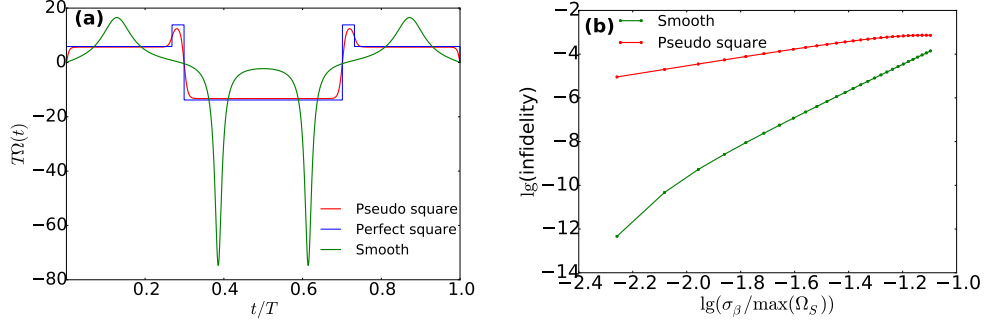 (a)
20
0
−20
−40
−60
−80
TΩ(t)
0.2
0.4
0.6
0.8
1.0
t/T
Pseudo square
Perfect square
Smooth
(b)
Smooth
Pseudo square
−2
−4
−6
−8
−10
−12
−14
lg(infidelity)
−2.4
−2.2
−2.0
−1.8
−1.6
−1.4
−1.2
−1.0
lg(σ_β/max(Ω_S))